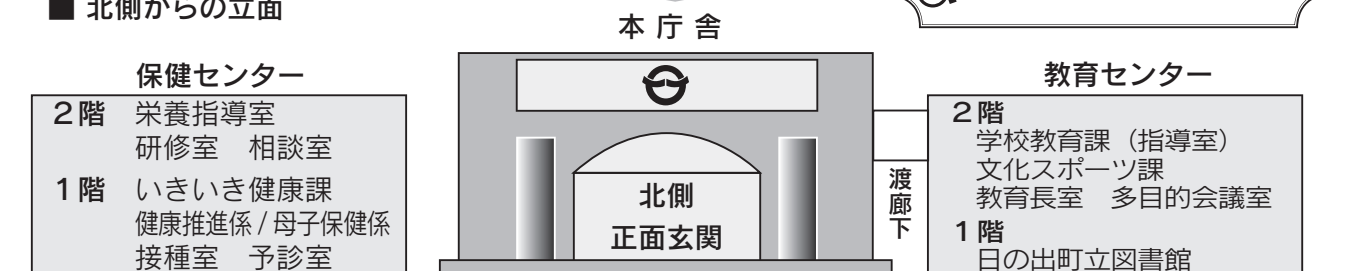 ■ 北側からの立面
本 庁 舎
保健センター
2階 栄養指導室
研修室 相談室
1階 いきいき健康課
健康推進係 / 母子保健係
接種室 予診室
北側
正面玄関
渡廊下
教育センター
2階
学校教育課（指導室）
文化スポーツ課
教育長室 多目的会議室
1階
日の出町立図書館